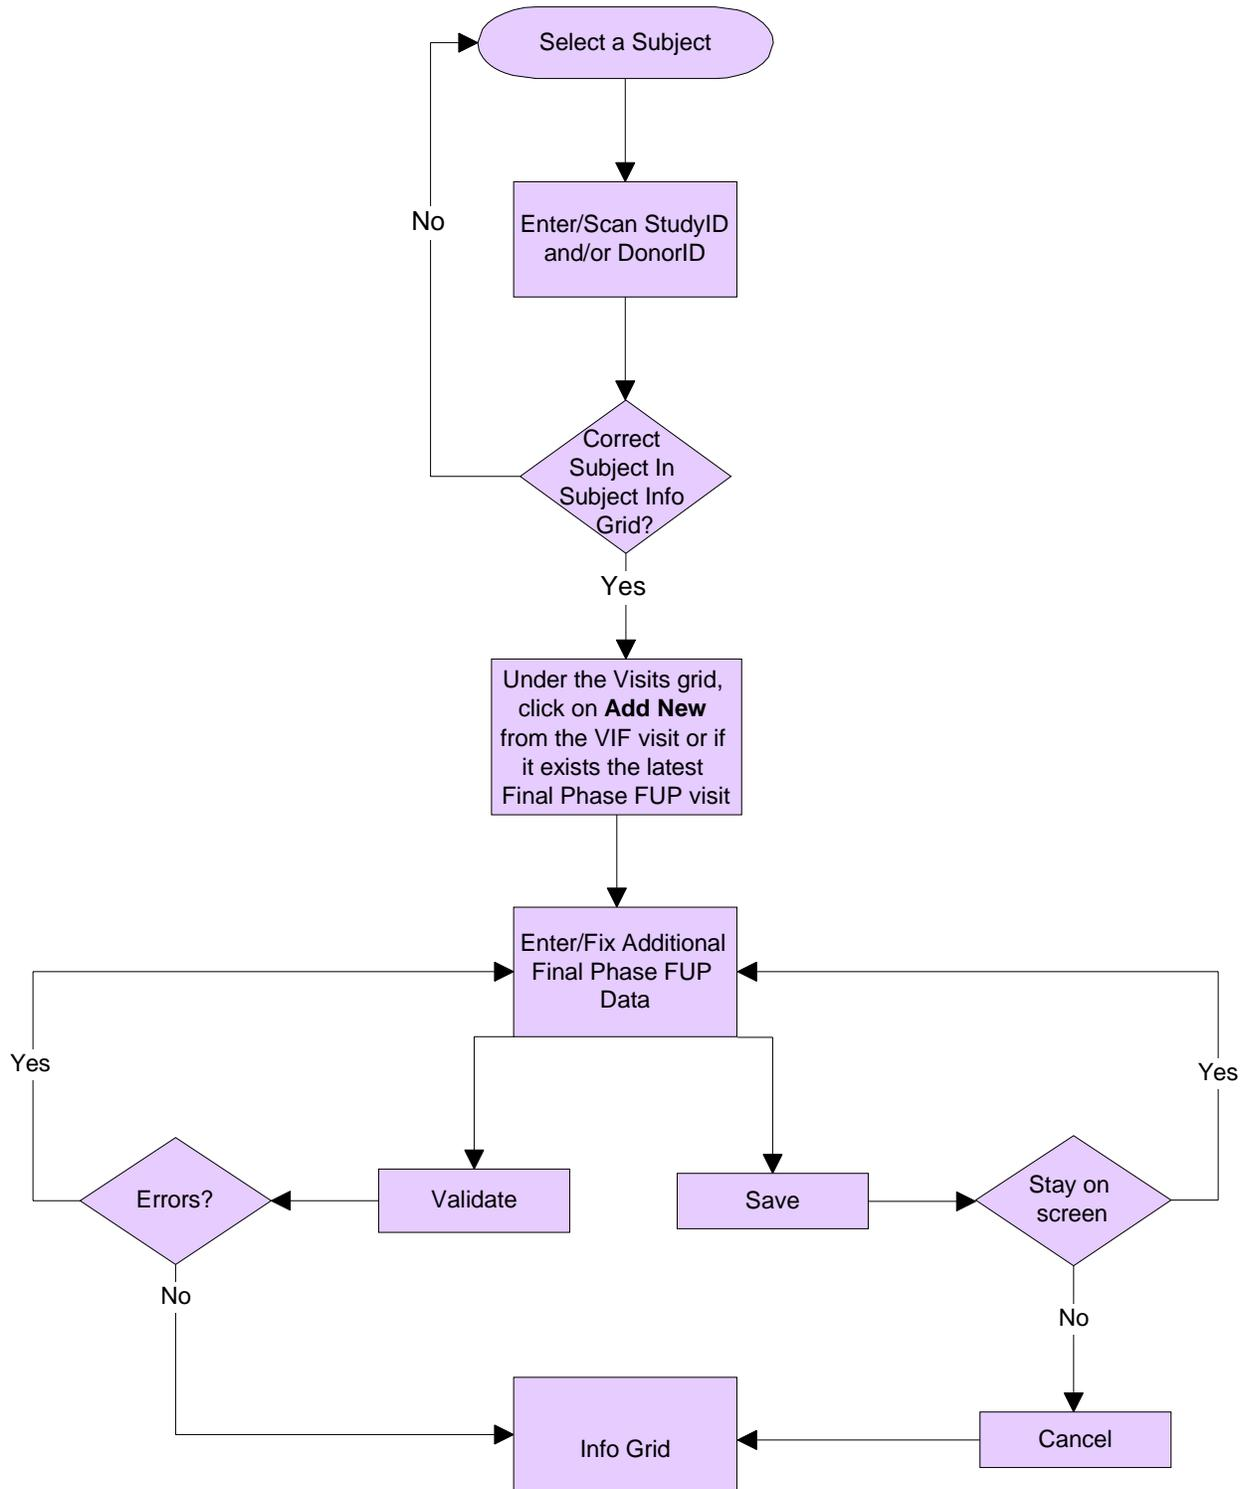 Select a Subject
No
Enter/Scan StudyID
and/or DonorID
Correct
Subject In
Subject Info
Grid?
Yes
Under the Visits grid,
click on Add New
from the VIF visit or if
it exists the latest
Final Phase FUP visit
Enter/Fix Additional
Final Phase FUP
Data
Yes
Yes
Errors?
Validate
Save
Stay on
screen
No
No
Info Grid
Cancel